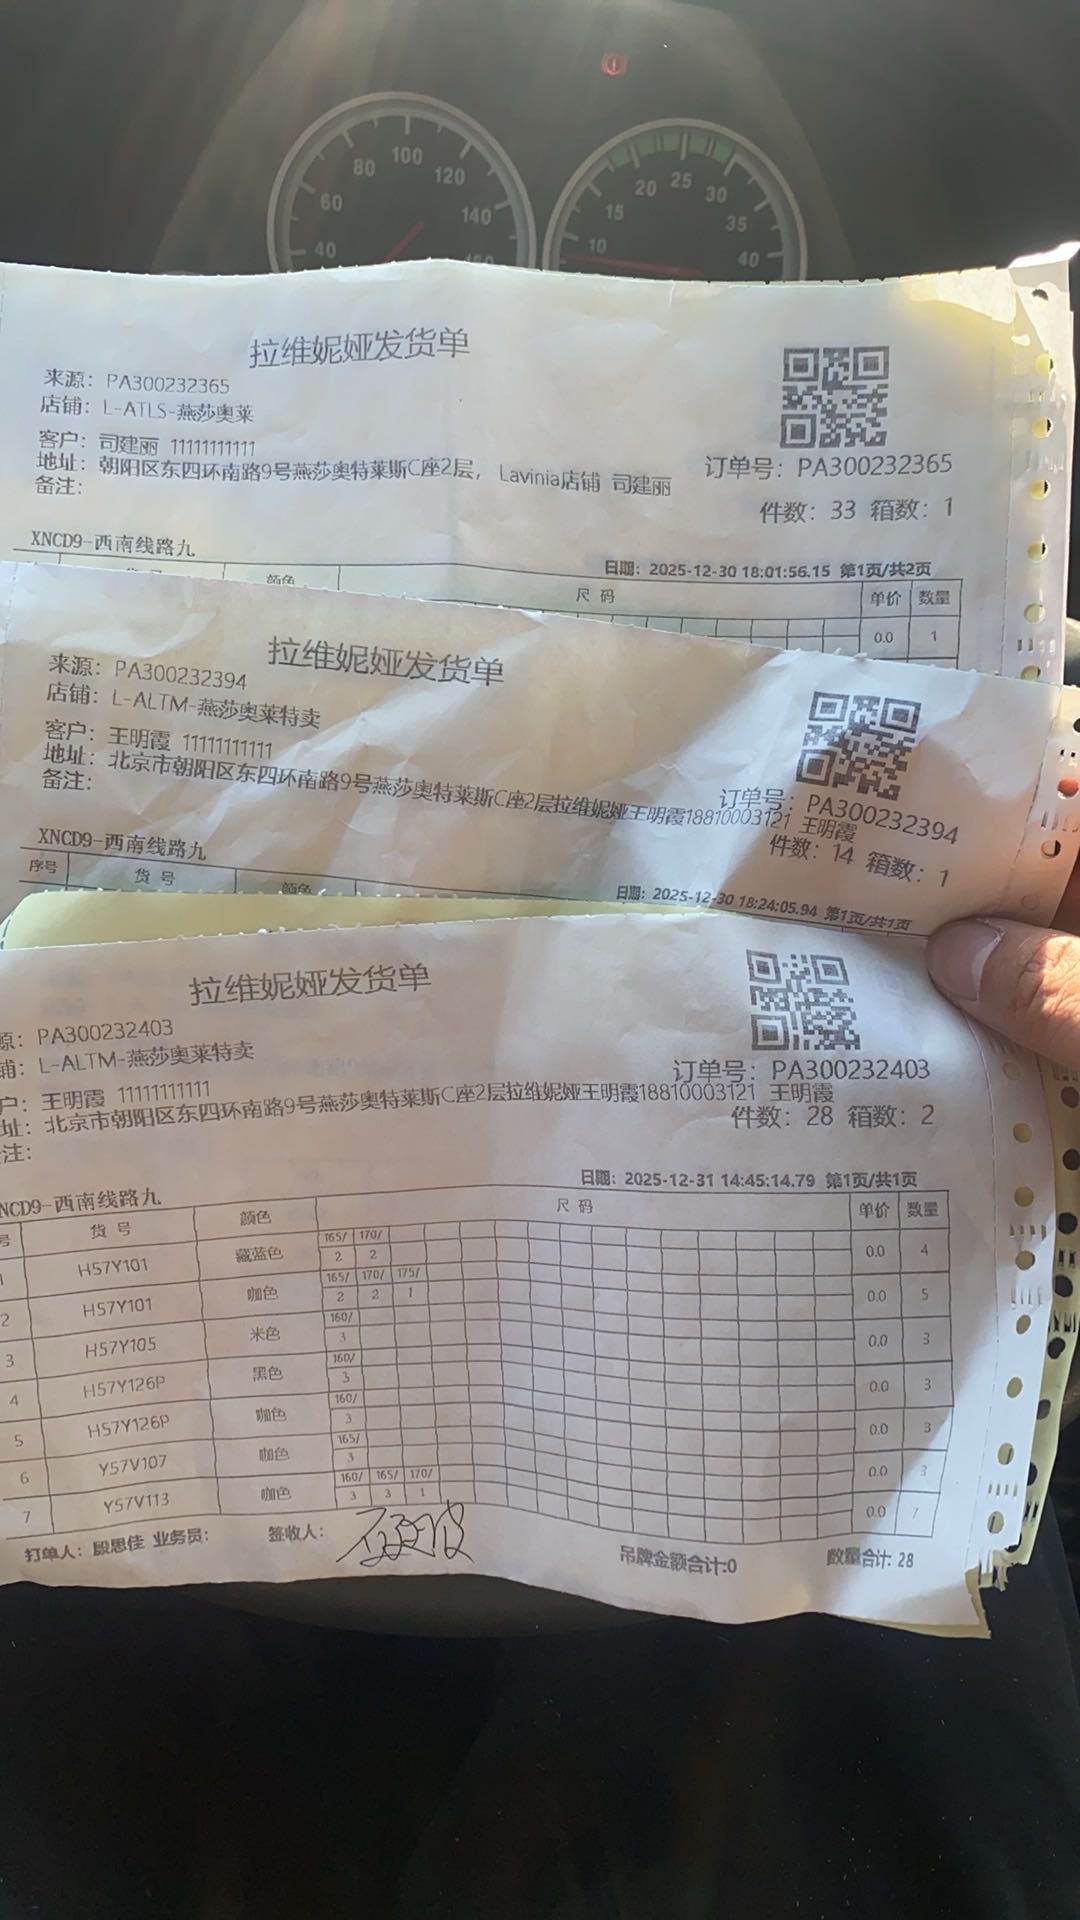 40 60 80 100 120 140 160
10 15 20 25 30 35 40
拉维妮娅发货单
来源: PA300232365
店铺: L-ATLS-燕莎奥莱
客户: 司建丽 11111111111
地址: 朝阳区东四环南路9号燕莎奥特莱斯C座2层, Lavinia店铺 司建丽
备注:
订单号: PA300232365
件数: 33 箱数: 1
XNCD9-西南线路九
日期: 2025-12-30 18:01:56.15 第1页/共2页
货号 颜色 尺码 单价 数量
0.0 1
拉维妮娅发货单
来源: PA300232394
店铺: L-ALTM-燕莎奥莱特卖
客户: 王明霞 11111111111
地址: 北京市朝阳区东四环南路9号燕莎奥特莱斯C座2层拉维妮娅王明霞18810003121 王明霞
备注:
订单号: PA300232394
件数: 14 箱数: 1
XNCD9-西南线路九
日期: 2025-12-30 18:24:05.94 第1页/共1页
序号 货号 颜色
拉维妮娅发货单
源: PA300232403
铺: L-ALTM-燕莎奥莱特卖
户: 王明霞 11111111111
址: 北京市朝阳区东四环南路9号燕莎奥特莱斯C座2层拉维妮娅王明霞18810003121 王明霞
注:
订单号: PA300232403
件数: 28 箱数: 2
NCD9-西南线路九
日期: 2025-12-31 14:45:14.79 第1页/共1页
号 货号 颜色 尺码 单价 数量
1 H57Y101 藏蓝色 165/ 170/ 0.0 4
2 2
2 H57Y101 咖色 165/ 170/ 175/ 0.0 5
2 2 1
3 H57Y105 米色 160/ 0.0 3
3
4 H57Y126P 黑色 160/ 0.0 3
3
5 H57Y126P 咖色 160/ 0.0 3
3
6 Y57V107 咖色 165/ 0.0 3
3
7 Y57V113 咖色 160/ 165/ 170/ 0.0 7
3 3 1
打单人: 殷思佳 业务员: 签收人:
吊牌金额合计:0 数量合计: 28